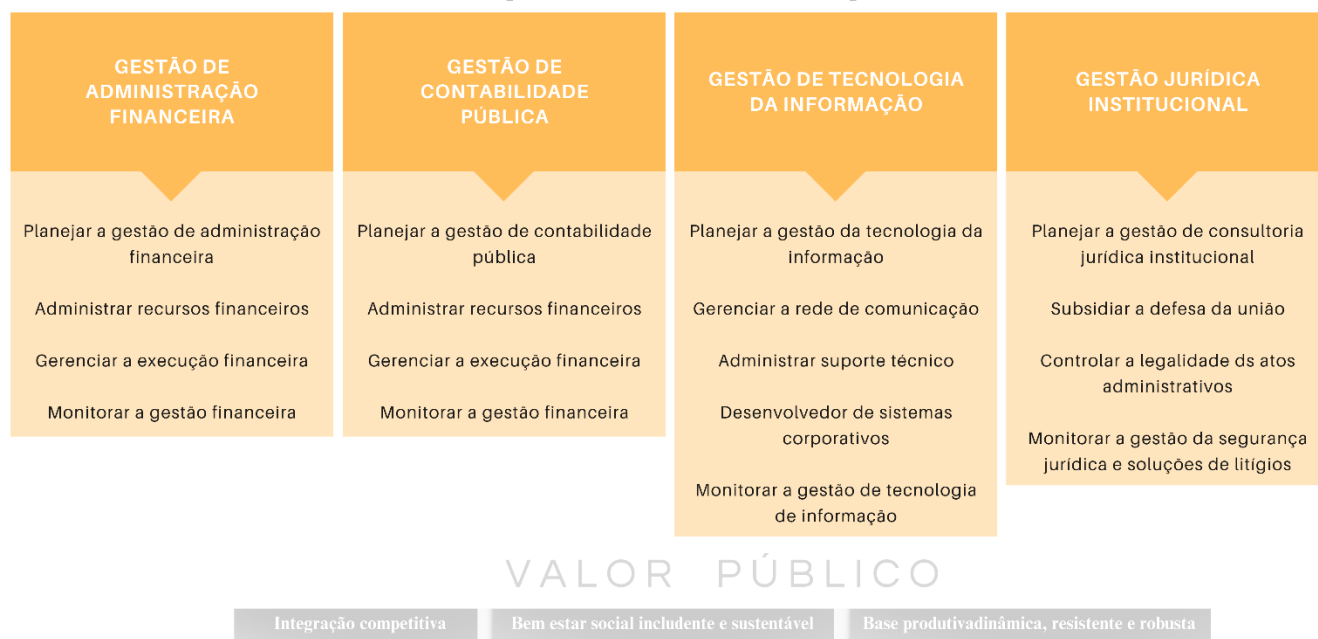 GESTÃO DE
ADMINISTRAÇÃO
FINANCEIRA
Planejar a gestão de administração
financeira
Administrar recursos financeiros
Gerenciar a execução financeira
Monitorar a gestão financeira
GESTÃO DE
CONTABILIDADE
PÚBLICA
Planejar a gestão de contabilidade
pública
Administrar recursos financeiros
Gerenciar a execução financeira
Monitorar a gestão financeira
GESTÃO DE TECNOLOGIA
DA INFORMAÇÃO
Planejar a gestão da tecnologia da
informação
Gerenciar a rede de comunicação
Administrar suporte técnico
Desenvolvedor de sistemas
corporativos
Monitorar a gestão de tecnologia
de informação
GESTÃO JURÍDICA
INSTITUCIONAL
Planejar a gestão de consultoria
jurídica institucional
Subsidiar a defesa da união
Controlar a legalidade ds atos
administrativos
Monitorar a gestão da segurança
jurídica e soluções de litígios
VALOR PÚBLICO
Integração competitiva
Bem estar social includente e sustentável
Base produtivadinâmica, resistente e robusta